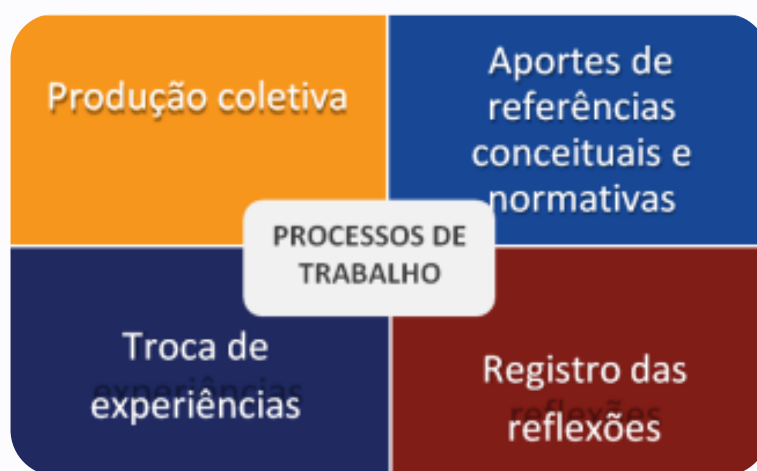 Produção coletiva
Aportes de
referências
conceituais e
normativas
PROCESSOS DE
TRABALHO
Troca de
experiências
Registro das
reflexões